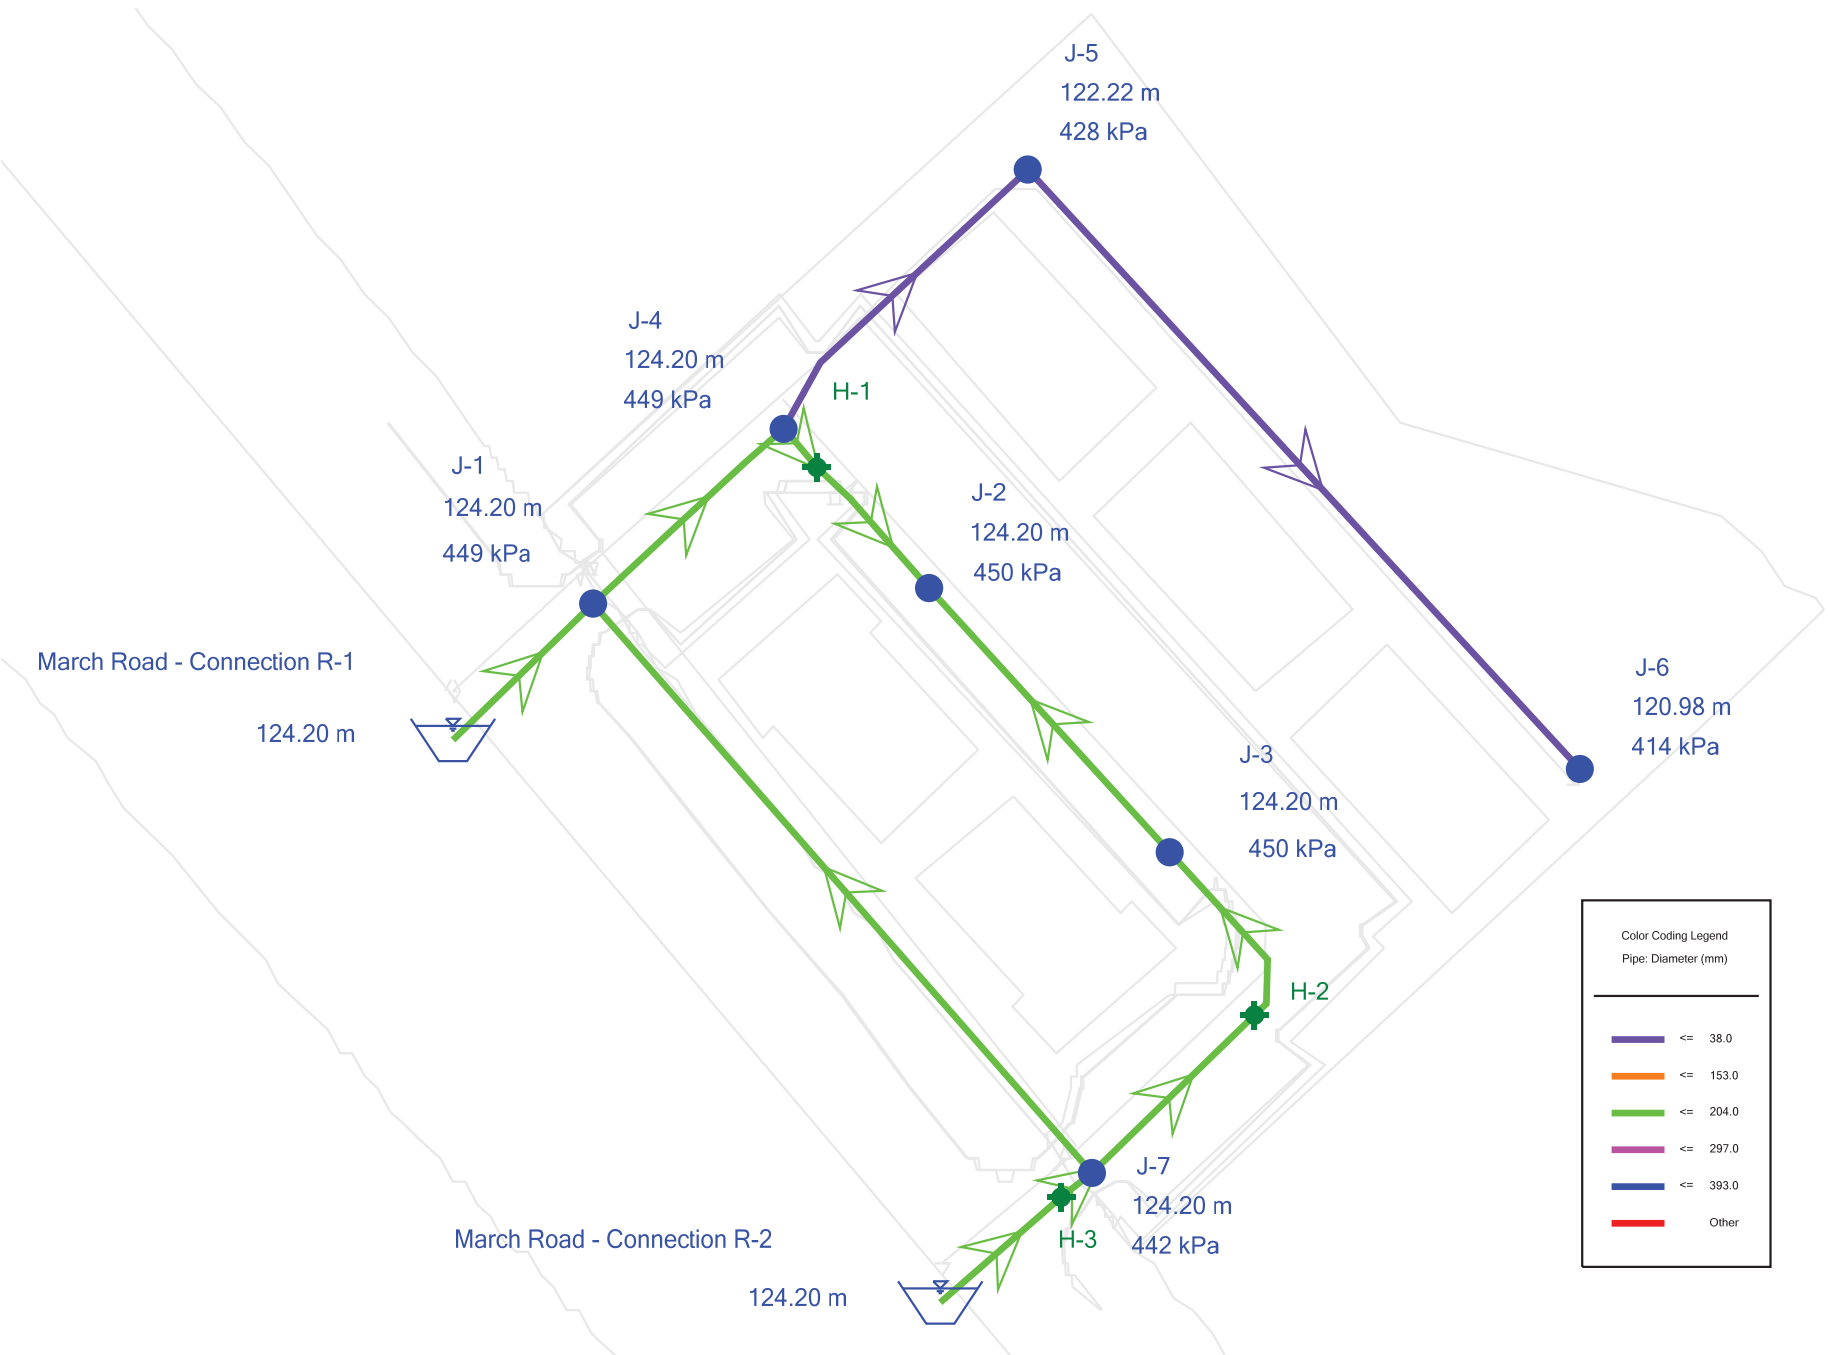 J-5
122.22 m
428 kPa
J-4
124.20 m
449 kPa
H-1
J-1
124.20 m
449 kPa
J-2
124.20 m
450 kPa
March Road - Connection R-1
124.20 m
J-6
120.98 m
414 kPa
J-3
124.20 m
450 kPa
H-2
J-7
124.20 m
442 kPa
H-3
March Road - Connection R-2
124.20 m
Color Coding Legend
Pipe: Diameter (mm)
<= 38.0
<= 153.0
<= 204.0
<= 297.0
<= 393.0
Other